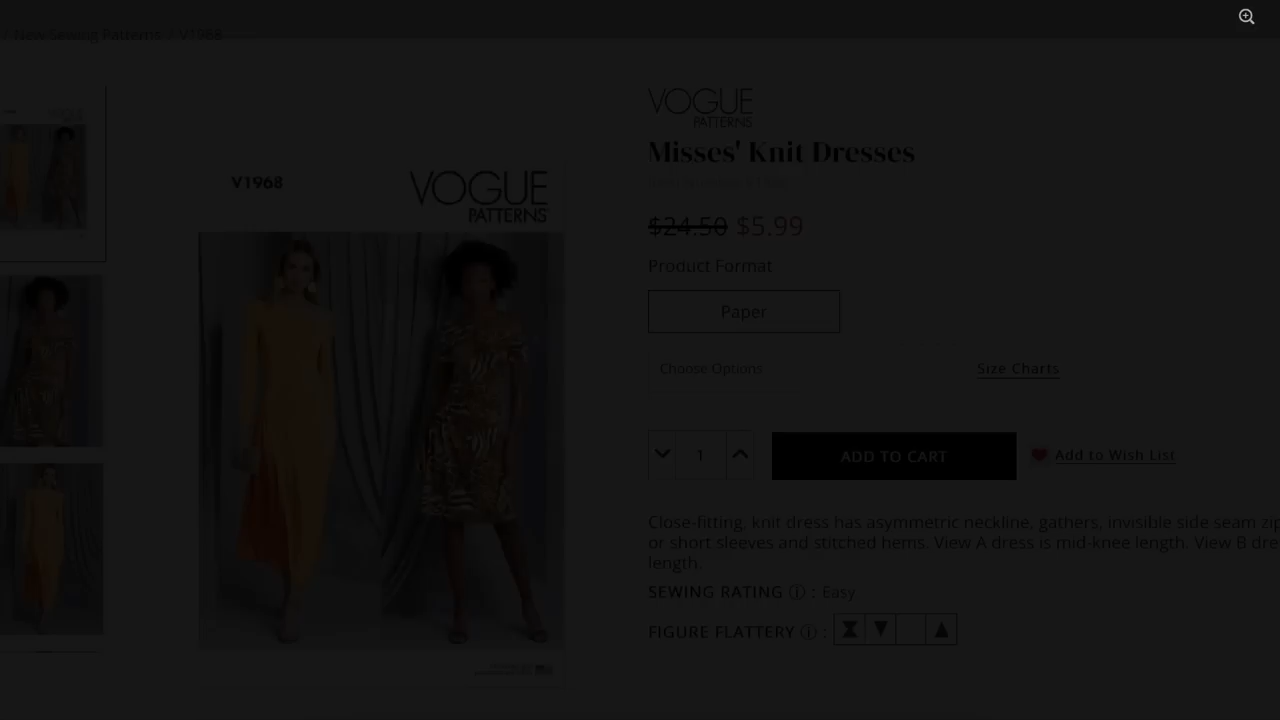 / New Sewing Patterns / V1968
VOGUE
PATTERNS
Misses' Knit Dresses
$24.50 $5.99
Product Format
Paper
Choose Options
Size Charts
1
ADD TO CART
Add to Wish List
Close-fitting, knit dress has asymmetric neckline, gathers, invisible side seam zip
or short sleeves and stitched hems. View A dress is mid-knee length. View B dre
length.
SEWING RATING ⓘ : Easy
FIGURE FLATTERY ⓘ :
V1968
VOGUE
PATTERNS